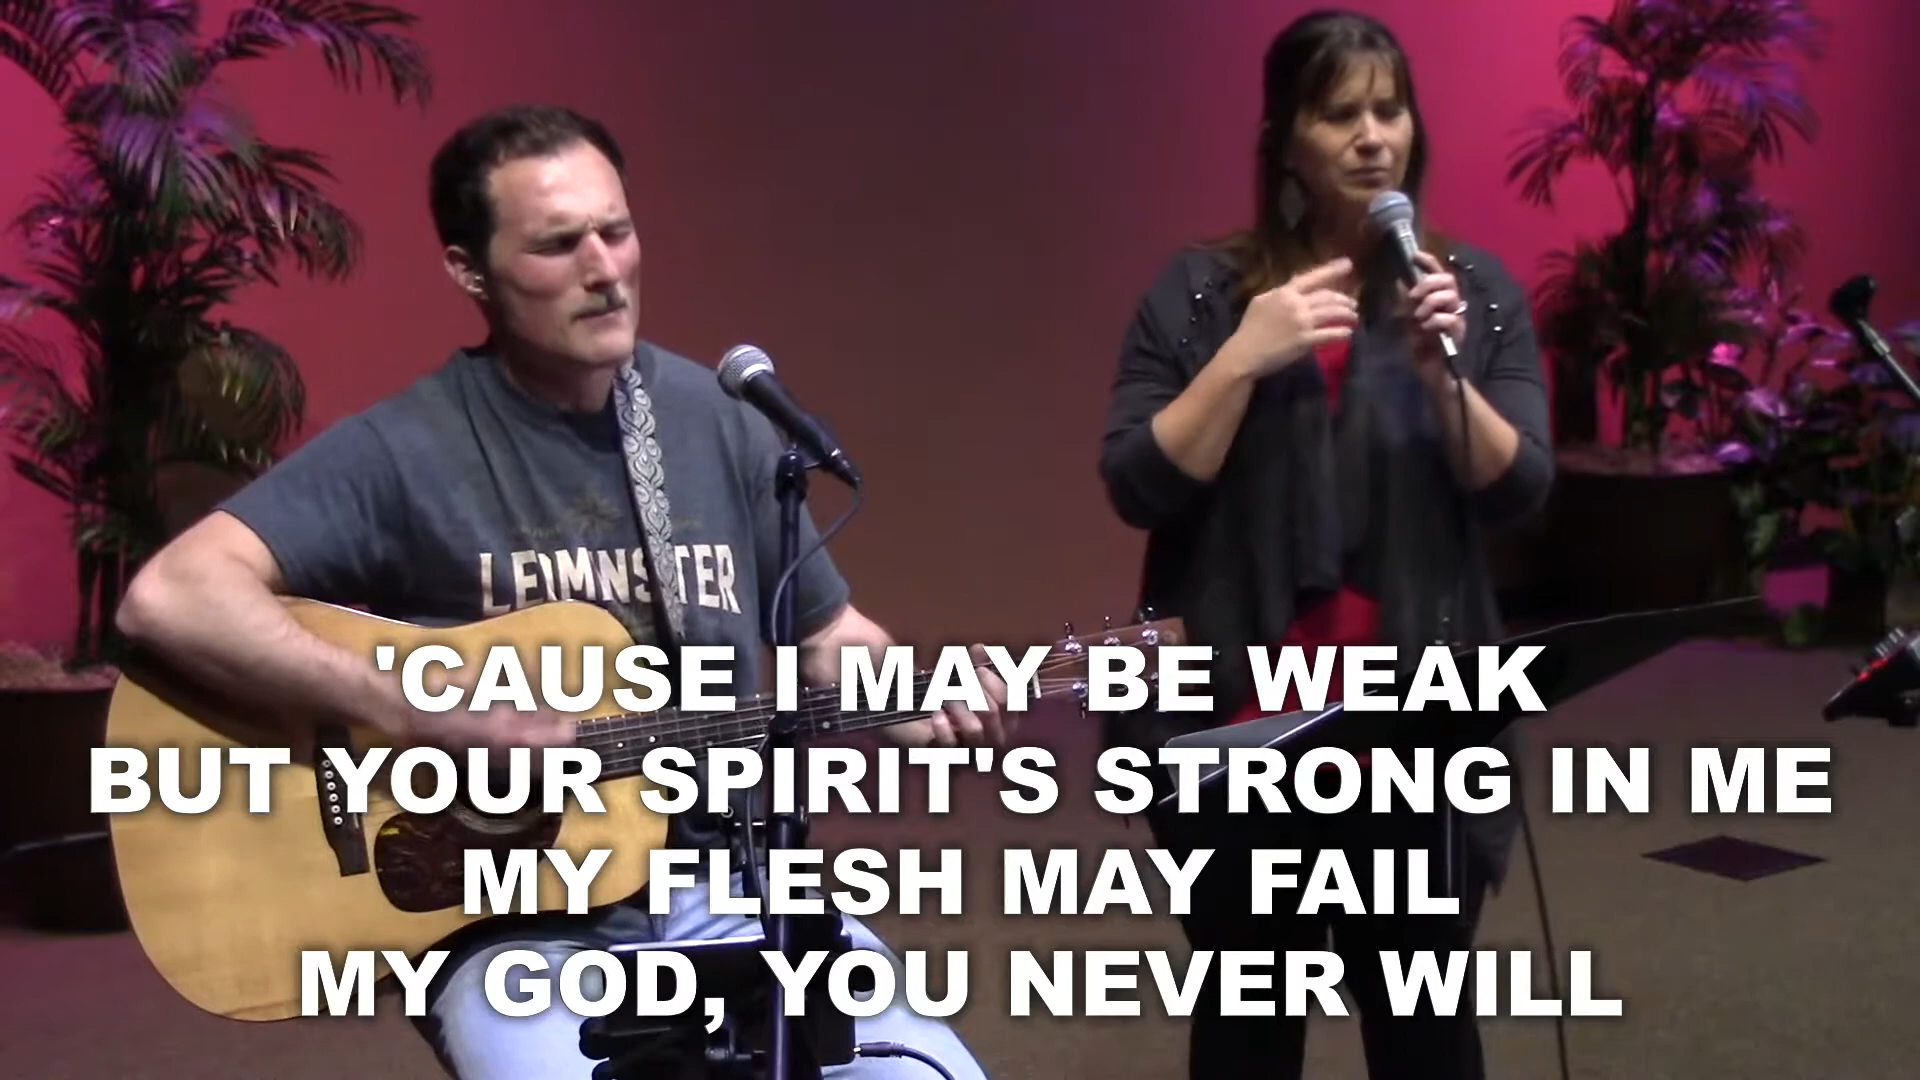 LEOMINSTER
'CAUSE I MAY BE WEAK
BUT YOUR SPIRIT'S STRONG IN ME
MY FLESH MAY FAIL
MY GOD, YOU NEVER WILL